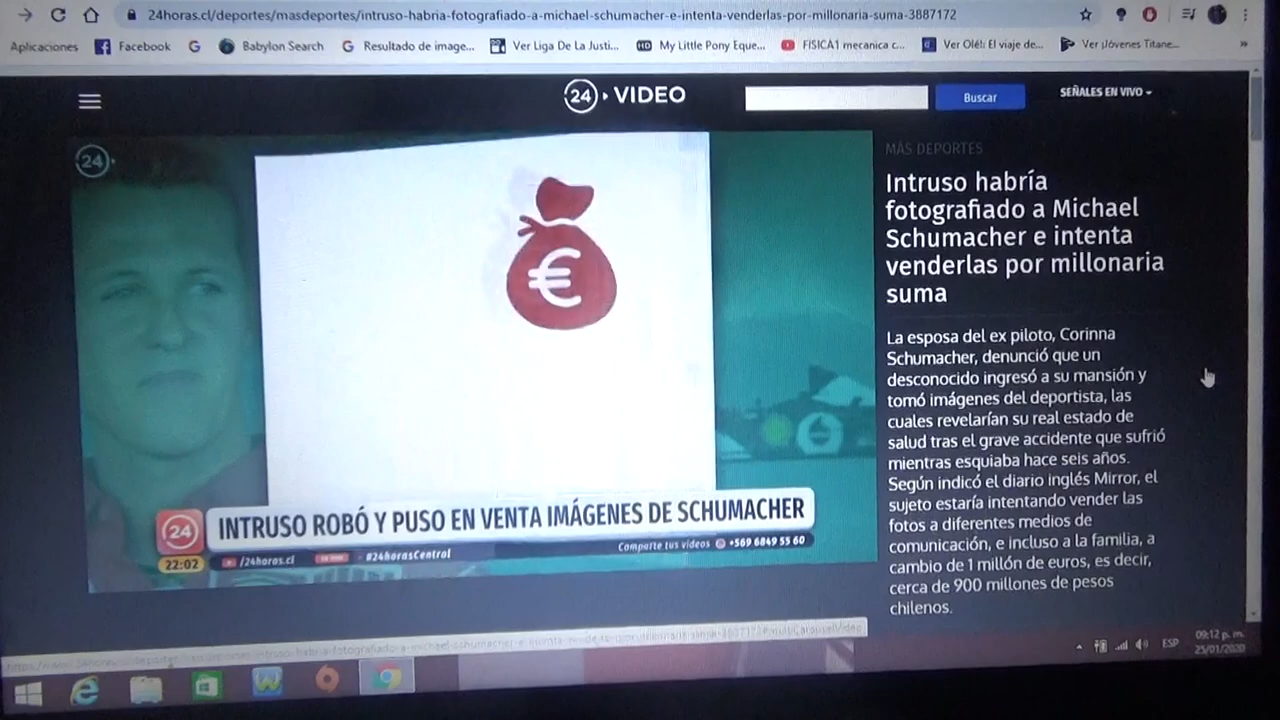 24horas.cl/deportes/masdeportes/intruso-habria-fotografiado-a-michael-schumacher-e-intenta-venderlas-por-millonaria-suma-3887172
Aplicaciones Facebook Babylon Search Resultado de image... Ver Liga De La Justi... My Little Pony Eque... FISICA1 mecanica c... Ver Olé!: El viaje de... Ver ¡Jóvenes Titane... »
24 VIDEO
Buscar
SEÑALES EN VIVO
24
€
MÁS DEPORTES
Intruso habría
fotografiado a Michael
Schumacher e intenta
venderlas por millonaria
suma
La esposa del ex piloto, Corinna
Schumacher, denunció que un
desconocido ingresó a su mansión y
tomó imágenes del deportista, las
cuales revelarían su real estado de
salud tras el grave accidente que sufrió
mientras esquiaba hace seis años.
Según indicó el diario inglés Mirror, el
sujeto estaría intentando vender las
fotos a diferentes medios de
comunicación, e incluso a la familia, a
cambio de 1 millón de euros, es decir,
cerca de 900 millones de pesos
chilenos.
24 INTRUSO ROBÓ Y PUSO EN VENTA IMÁGENES DE SCHUMACHER
22:02 /24horas.cl #24horasCentral Comparte tus videos +569 6849 55 60
ESP
09:12 p. m.
25/01/2020